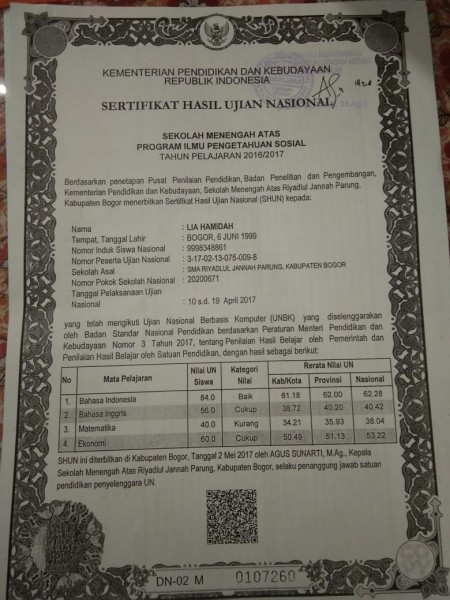 KEMENTERIAN PENDIDIKAN DAN KEBUDAYAAN
REPUBLIK INDONESIA
SERTIFIKAT HASIL UJIAN NASIONAL
SEKOLAH MENENGAH ATAS
PROGRAM ILMU PENGETAHUAN SOSIAL
TAHUN PELAJARAN 2016/2017
Berdasarkan penetapan Pusat Penilaian Pendidikan, Badan Penelitian dan Pengembangan,
Kementerian Pendidikan dan Kebudayaan, Sekolah Menengah Atas Riyadlul Jannah Parung,
Kabupaten Bogor menerbitkan Sertifikat Hasil Ujian Nasional (SHUN) kepada:
Nama : LIA HAMIDAH
Tempat, Tanggal Lahir : BOGOR, 6 JUNI 1999
Nomor Induk Siswa Nasional : 9998348861
Nomor Peserta Ujian Nasional : 3-17-02-13-075-009-8
Sekolah Asal : SMA RIYADLUL JANNAH PARUNG, KABUPATEN BOGOR
Nomor Pokok Sekolah Nasional : 20200671
Tanggal Pelaksanaan Ujian
Nasional : 10 s.d. 19 April 2017
yang telah mengikuti Ujian Nasional Berbasis Komputer (UNBK) yang diselenggarakan
oleh Badan Standar Nasional Pendidikan berdasarkan Peraturan Menteri Pendidikan dan
Kebudayaan Nomor 3 Tahun 2017, tentang Penilaian Hasil Belajar oleh Pemerintah dan
Penilaian Hasil Belajar oleh Satuan Pendidikan, dengan hasil sebagai berikut:
No Mata Pelajaran Nilai UN Siswa Kategori Nilai Rerata Nilai UN
Kab/Kota Provinsi Nasional
1. Bahasa Indonesia 84.0 Baik 61.18 62.00 62.28
2. Bahasa Inggris 56.0 Cukup 38.72 40.20 40.42
3. Matematika 40.0 Kurang 34.21 35.93 38.04
4. Ekonomi 60.0 Cukup 50.49 51.13 53.22
SHUN ini diterbitkan di Kabupaten Bogor, Tanggal 2 Mei 2017 oleh AGUS SUNARTI, M.Ag., Kepala
Sekolah Menengah Atas Riyadlul Jannah Parung, Kabupaten Bogor, selaku penanggung jawab satuan
pendidikan penyelenggara UN.
DN-02 M 0107260